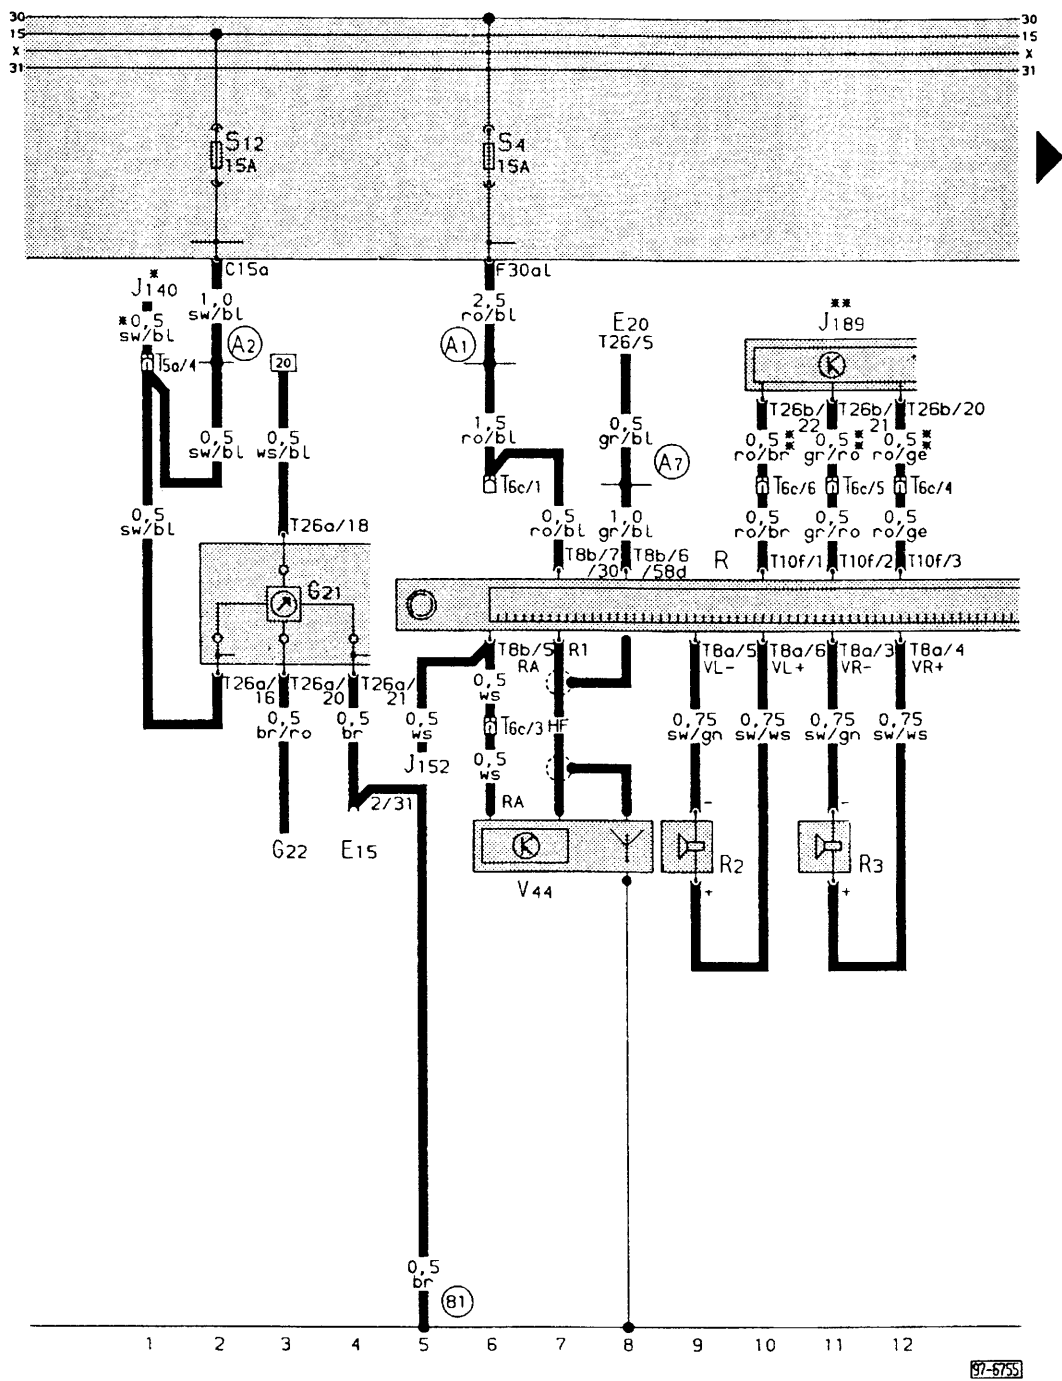 30 30
15 15
X X
31 31
S12
15A
S4
15A
C15a
F30al
*
J140
1,0
sw/bl
2,5
ro/bl
*0,5
sw/bl
E20
T26/5
**
J189
A2
A1
T5a/4
20
T26b/22
T26b/21
T26b/20
0,5
sw/bl
0,5
ws/bl
1,5
ro/bl
0,5
gr/bl
0,5 *
ro/br *
0,5 *
gr/ro *
0,5 *
ro/ge *
A7
T6c/1
T6c/6
T6c/5
T6c/4
0,5
sw/bl
T26a/18
0,5
ro/bl
1,0
gr/bl
0,5
ro/br
0,5
gr/ro
0,5
ro/ge
T8b/7
/30
T8b/6
/58d
R
T10f/1
T10f/2
T10f/3
G21
T8b/5
RA
R1
T8a/5
VL-
T8a/6
VL+
T8a/3
VR-
T8a/4
VR+
T26a/
16
T26a/
20
T26a/
21
0,5
ws
0,5
br/ro
0,5
br
0,5
ws
T6c/3
HF
0,75
sw/gn
0,75
sw/ws
0,75
sw/gn
0,75
sw/ws
J152
0,5
ws
2/31
RA
- -
G22
E15
R2
R3
V44
+ +
0,5
br
81
1 2 3 4 5 6 7 8 9 10 11 12
97-6755